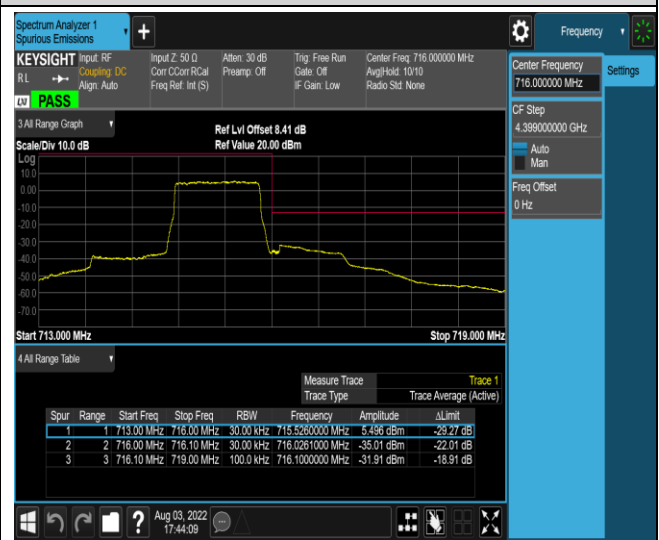 Spectrum Analyzer 1
Spurious Emissions
Frequency
KEYSIGHT
RL
Input: RF
Coupling: DC
Align: Auto
Input Z: 50 Ω
Corr CCorr RCal
Freq Ref: Int (S)
Atten: 30 dB
Preamp: Off
Trig: Free Run
Gate: Off
IF Gain: Low
Center Freq: 716.000000 MHz
Avg|Hold: 10/10
Radio Std: None
PASS
Center Frequency
716.000000 MHz
Settings
CF Step
4.399000000 GHz
Auto
Man
Freq Offset
0 Hz
3 All Range Graph
Scale/Div 10.0 dB
Ref Lvl Offset 8.41 dB
Ref Value 20.00 dBm
Log
10.0
0.00
-10.0
-20.0
-30.0
-40.0
-50.0
-60.0
-70.0
Start 713.000 MHz
Stop 719.000 MHz
4 All Range Table
Measure Trace Trace 1
Trace Type Trace Average (Active)
Spur Range Start Freq Stop Freq RBW Frequency Amplitude ΔLimit
1 1 713.00 MHz 716.00 MHz 30.00 kHz 715.5260000 MHz 5.496 dBm -29.27 dB
2 2 716.00 MHz 716.10 MHz 30.00 kHz 716.0261000 MHz -35.01 dBm -22.01 dB
3 3 716.10 MHz 719.00 MHz 100.0 kHz 716.1000000 MHz -31.91 dBm -18.91 dB
Aug 03, 2022
17:44:09